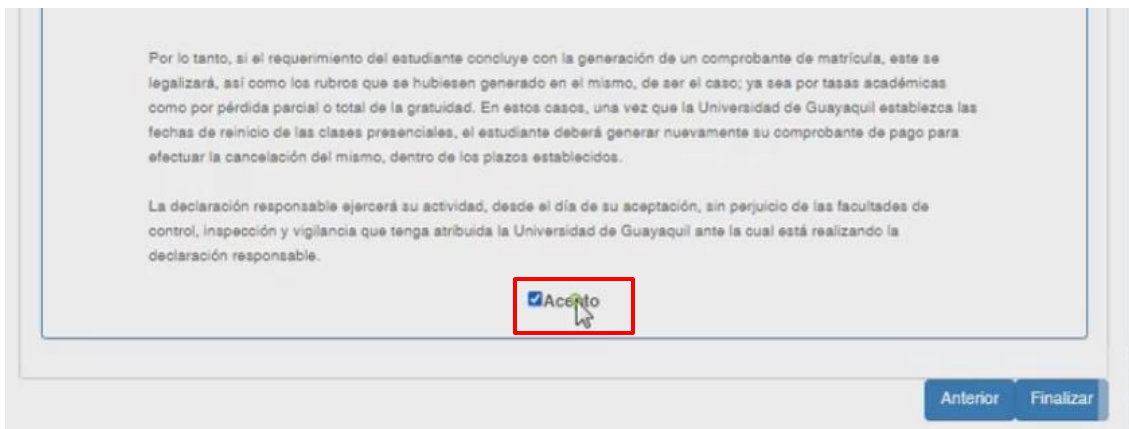 Por lo tanto, si el requerimiento del estudiante concluye con la generación de un comprobante de matrícula, este se
legalizará, así como los rubros que se hubiesen generado en el mismo, de ser el caso; ya sea por tasas académicas
como por pérdida parcial o total de la gratuidad. En estos casos, una vez que la Universidad de Guayaquil establezca las
fechas de reinicio de las clases presenciales, el estudiante deberá generar nuevamente su comprobante de pago para
efectuar la cancelación del mismo, dentro de los plazos establecidos.
La declaración responsable ejercerá su actividad, desde el día de su aceptación, sin perjuicio de las facultades de
control, inspección y vigilancia que tenga atribuida la Universidad de Guayaquil ante la cual está realizando la
declaración responsable.
Acepto
Anterior Finalizar